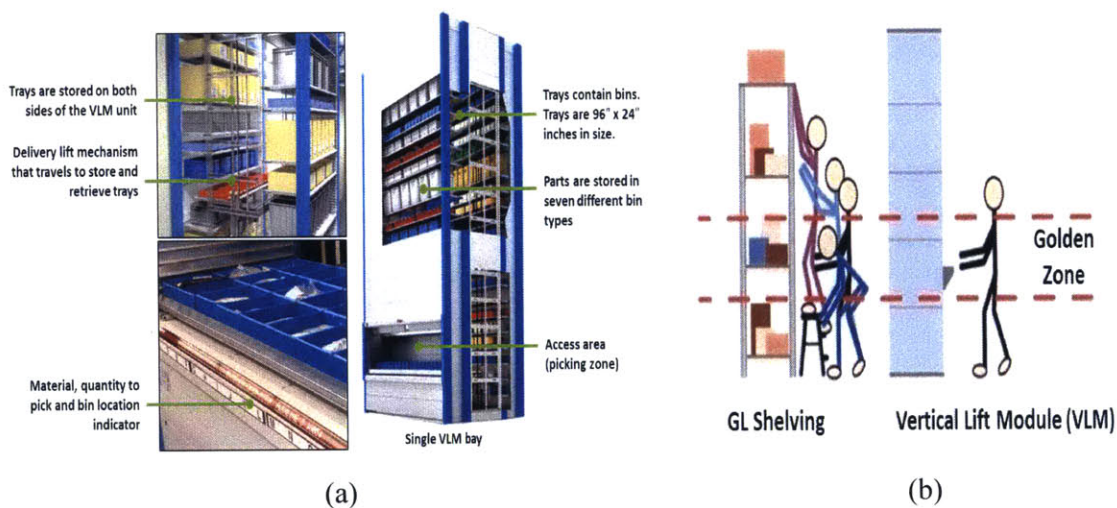 Trays are stored on both
sides of the VLM unit
Delivery lift mechanism
that travels to store and
retrieve trays
Material, quantity to
pick and bin location
indicator
Trays contain bins.
Trays are 96" x 24"
inches in size.
Parts are stored in
seven different bin
types
Access area
(picking zone)
Single VLM bay
(a)
Golden
Zone
GL Shelving
Vertical Lift Module (VLM)
(b)